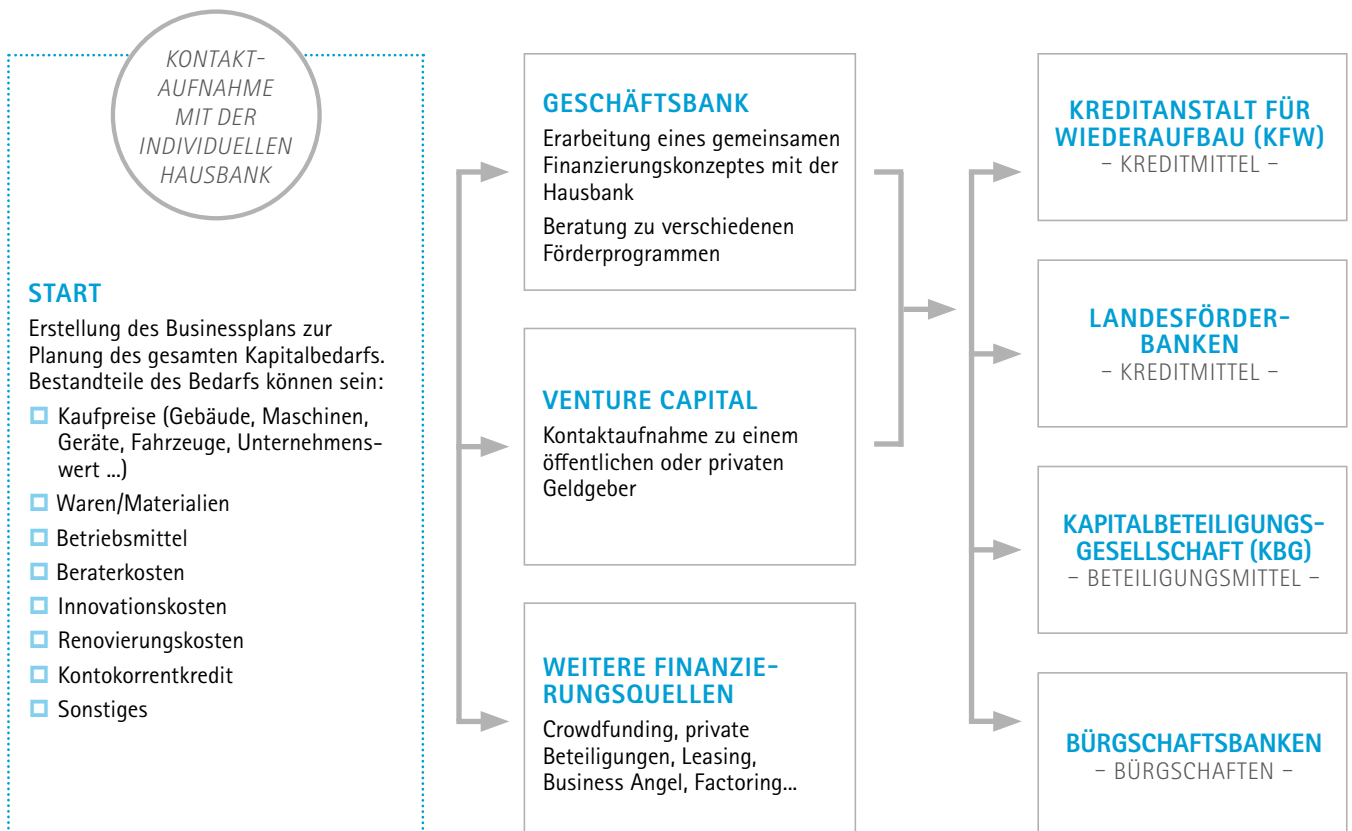 KONTAKT-
AUFNAHME
MIT DER
INDIVIDUELLEN
HAUSBANK
START
Erstellung des Businessplans zur
Planung des gesamten Kapitalbedarfs.
Bestandteile des Bedarfs können sein:
Kaufpreise (Gebäude, Maschinen,
Geräte, Fahrzeuge, Unternehmens-
wert ...)
Waren/Materialien
Betriebsmittel
Beraterkosten
Innovationskosten
Renovierungskosten
Kontokorrentkredit
Sonstiges
GESCHÄFTSBANK
Erarbeitung eines gemeinsamen
Finanzierungskonzeptes mit der
Hausbank
Beratung zu verschiedenen
Förderprogrammen
VENTURE CAPITAL
Kontaktaufnahme zu einem
öffentlichen oder privaten
Geldgeber
WEITERE FINANZIE-
RUNGSQUELLEN
Crowdfunding, private
Beteiligungen, Leasing,
Business Angel, Factoring...
KREDITANSTALT FÜR
WIEDERAUFBAU (KFW)
– KREDITMITTEL –
LANDESFÖRDER-
BANKEN
– KREDITMITTEL –
KAPITALBETEILIGUNGS-
GESELLSCHAFT (KBG)
– BETEILIGUNGSMITTEL –
BÜRGSCHAFTSBANKEN
– BÜRGSCHAFTEN –